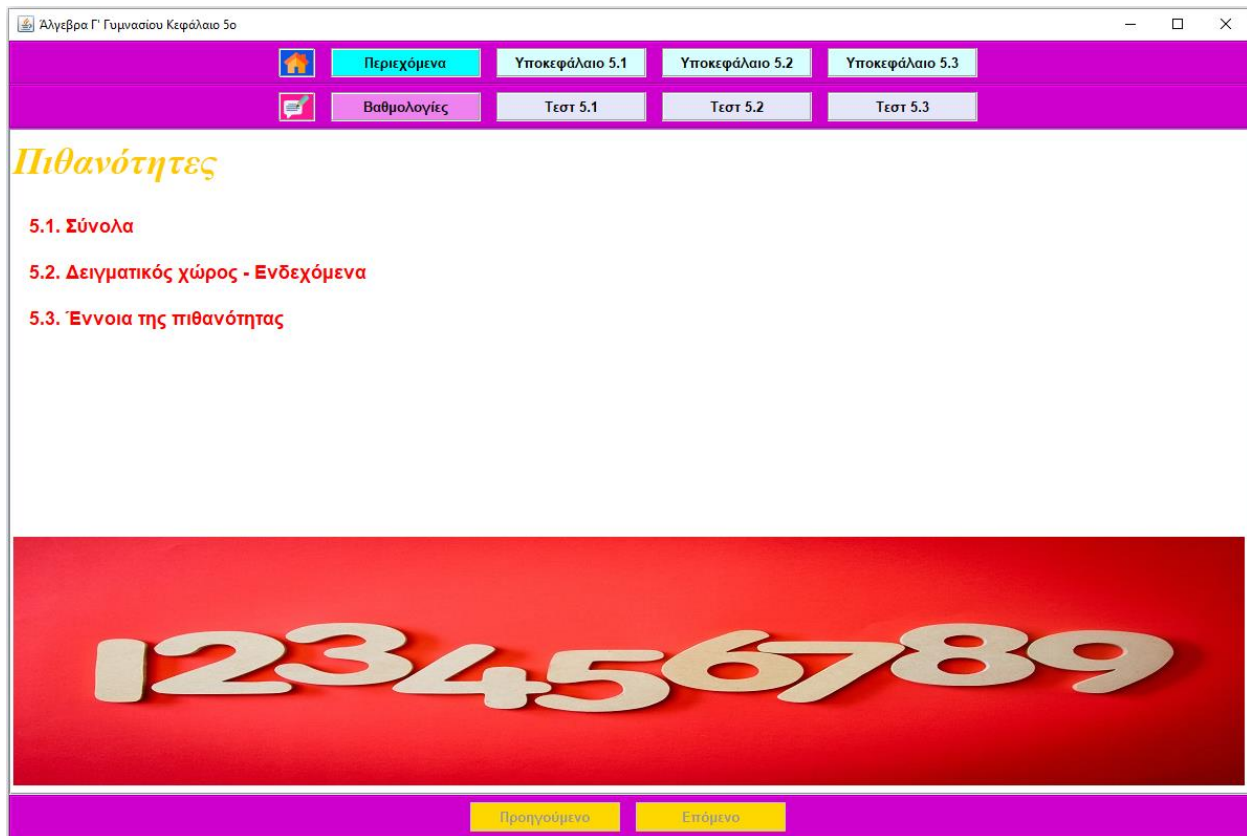 Άλγεβρα Γ' Γυμνασίου Κεφάλαιο 5ο
Περιεχόμενα Υποκεφάλαιο 5.1 Υποκεφάλαιο 5.2 Υποκεφάλαιο 5.3
Βαθμολογίες Τεστ 5.1 Τεστ 5.2 Τεστ 5.3
Πιθανότητες
5.1. Σύνολα
5.2. Δειγματικός χώρος - Ενδεχόμενα
5.3. Έννοια της πιθανότητας
123456789
Προηγούμενο Επόμενο